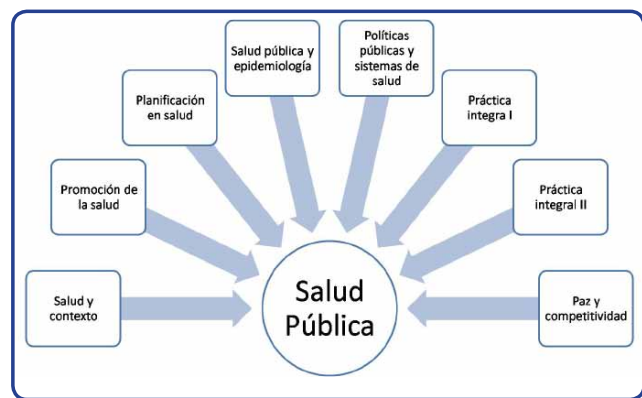 Salud pública y
epidemiología
Políticas
públicas y
sistemas de
salud
Planificación
en salud
Práctica
integra I
Promoción de
la salud
Práctica
integral II
Salud y
contexto
Salud
Pública
Paz y
competitividad